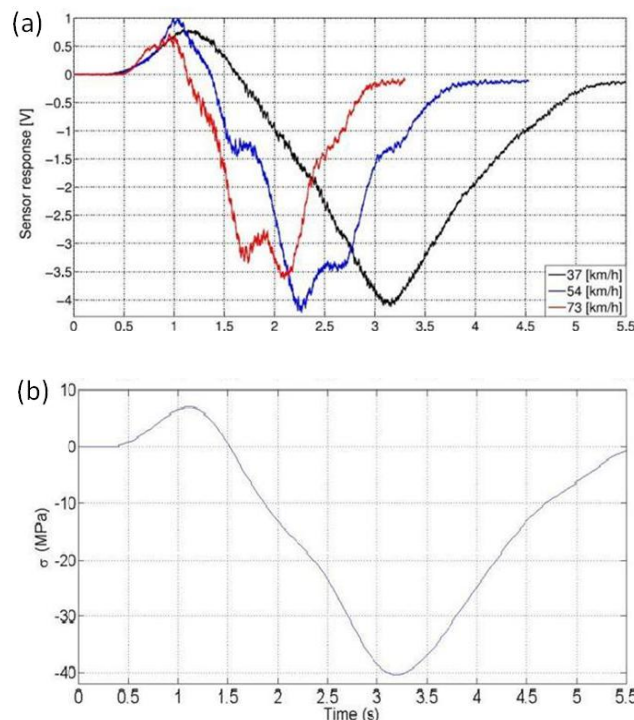 (a)
1
0.5
0
−0.5
−1
−1.5
−2
−2.5
−3
−3.5
−4
Sensor response [V]
37 [km/h]
54 [km/h]
73 [km/h]
0 0.5 1 1.5 2 2.5 3 3.5 4 4.5 5 5.5
(b)
10
0
-10
-20
-30
-40
σ (MPa)
0 0.5 1 1.5 2 2.5 3 3.5 4 4.5 5 5.5
Time (s)